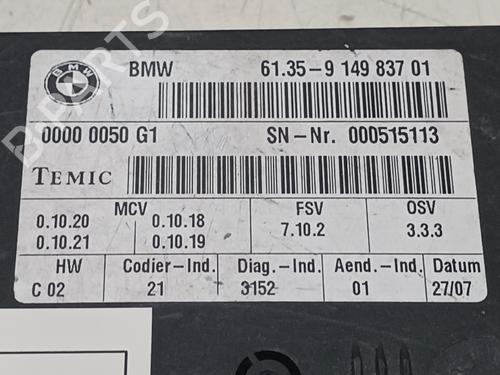 BMW
BMW 61.35-9 149 837 01
0000 0050 G1 SN-Nr. 000515113
TEMIC
MCV FSV OSV
0.10.20 0.10.18 7.10.2 3.3.3
0.10.21 0.10.19
HW Codier-Ind. Diag.-Ind. Aend.-Ind. Datum
C 02 21 3152 01 27/07